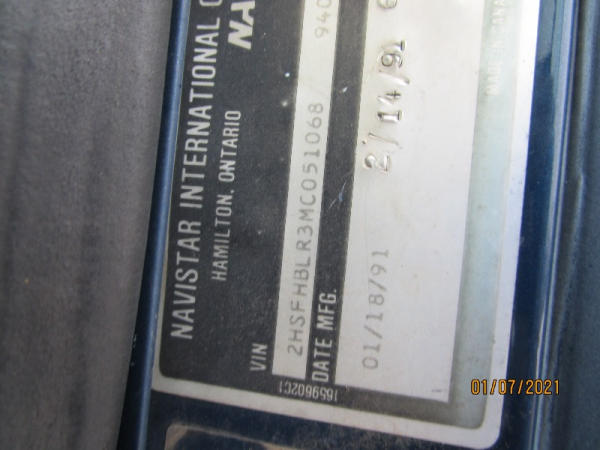 NAVISTAR INTERNATIONAL
HAMILTON, ONTARIO
NA
VIN
2HSFHBLR3MC051068 940
DATE MFG.
01/18/91
2/14/91
1659602C1
01/07/2021